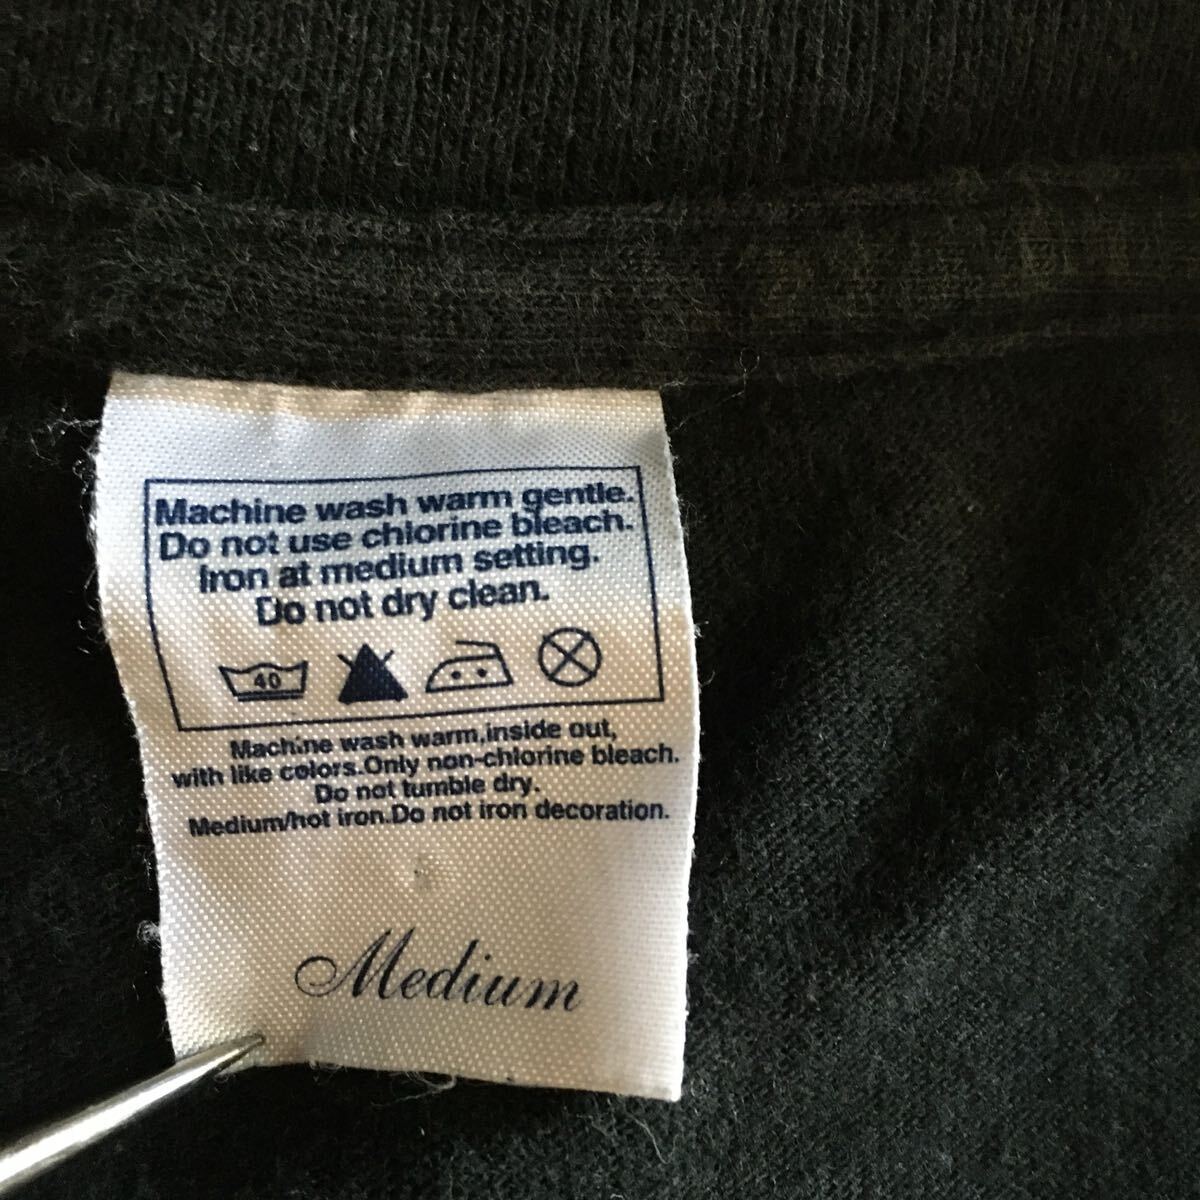 Machine wash warm gentle.
Do not use chlorine bleach.
Iron at medium setting.
Do not dry clean.
40
Machine wash warm,inside out,
with like colors.Only non-chlorine bleach.
Do not tumble dry.
Medium/hot iron.Do not iron decoration.
Medium